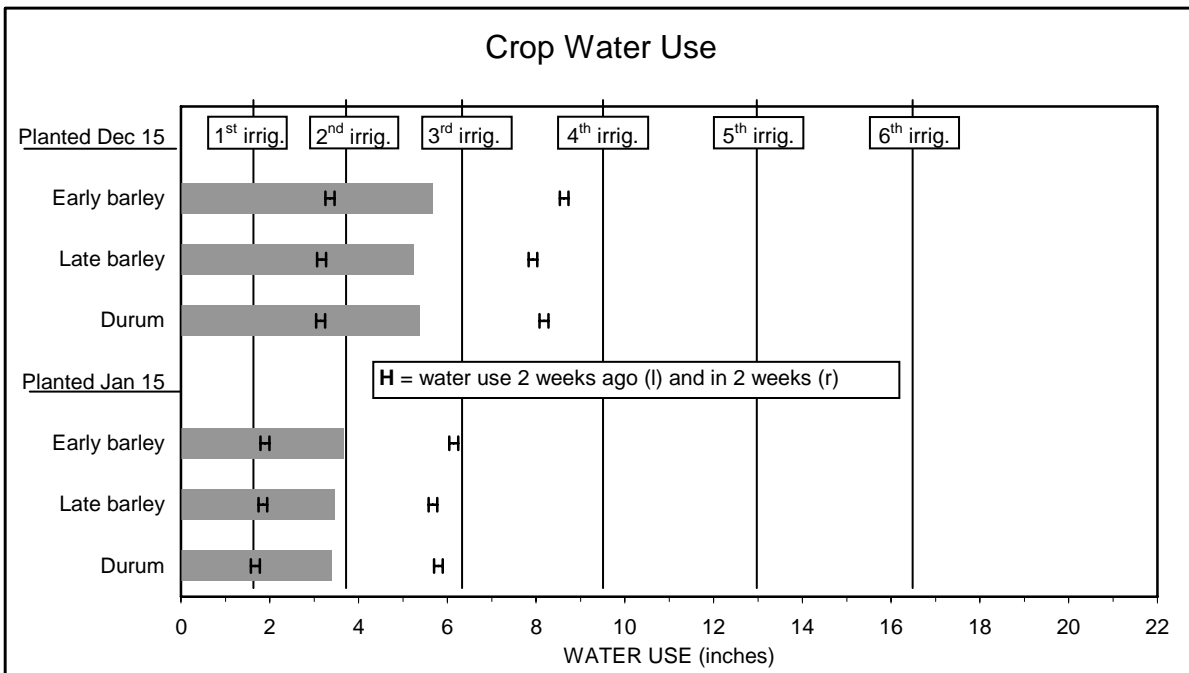 Crop Water Use
Planted Dec 15
1st irrig. 2nd irrig. 3rd irrig. 4th irrig. 5th irrig. 6th irrig.
Early barley H H
Late barley H H
Durum H H
Planted Jan 15
H = water use 2 weeks ago (l) and in 2 weeks (r)
Early barley H H
Late barley H H
Durum H H
0 2 4 6 8 10 12 14 16 18 20 22
WATER USE (inches)